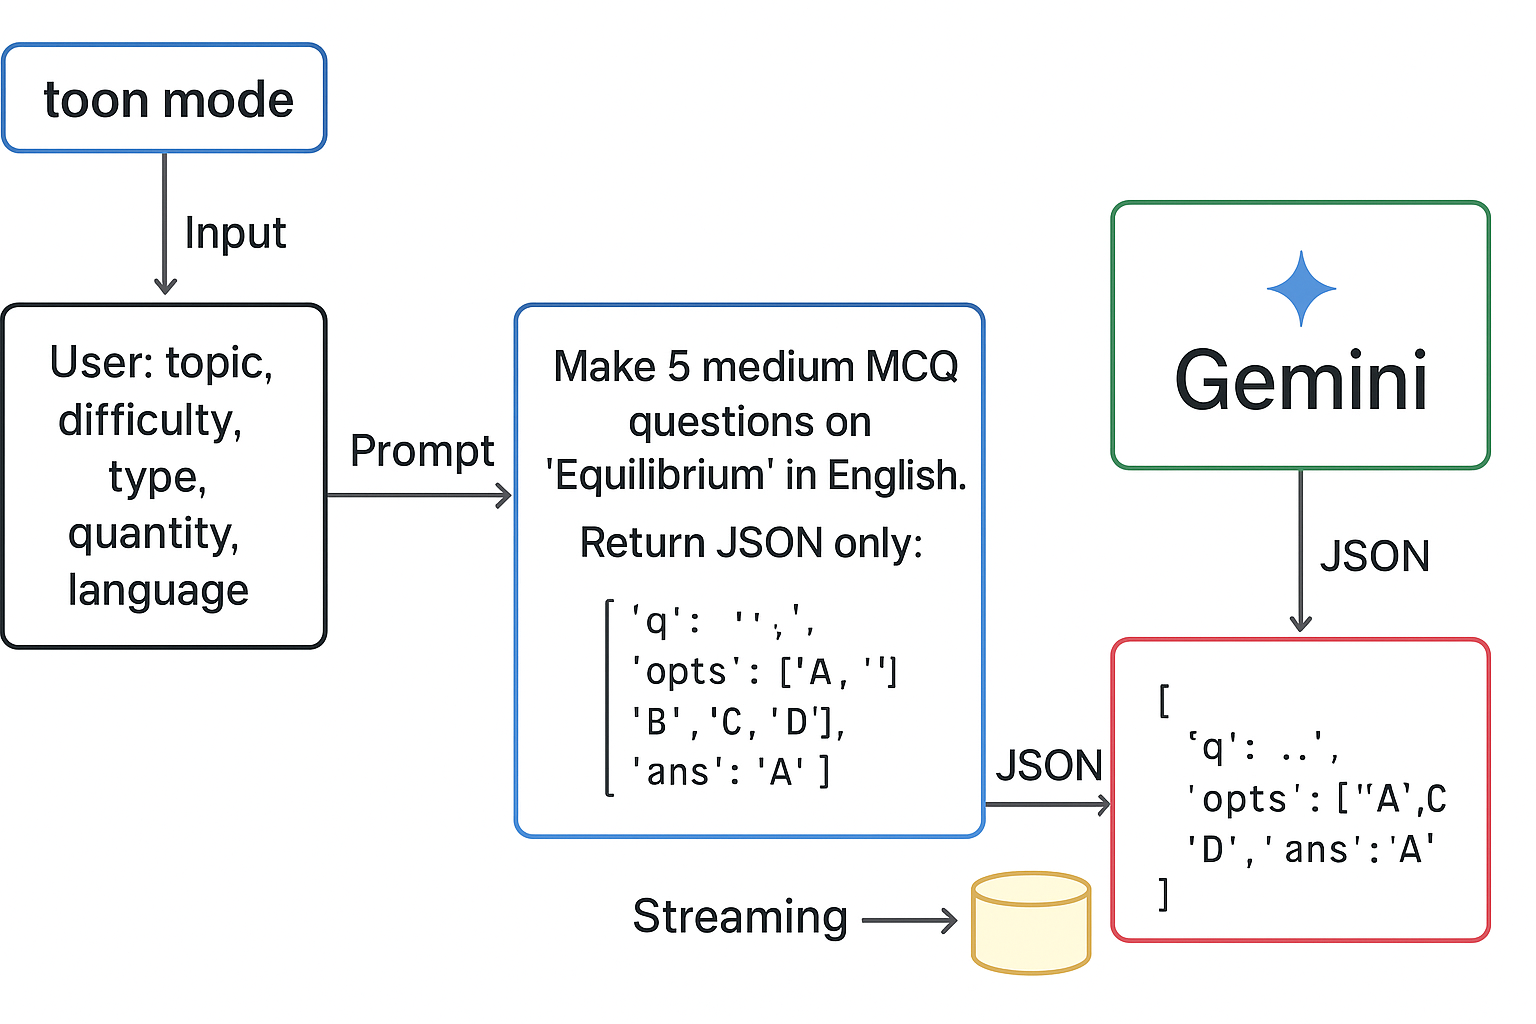 toon mode
Input
User: topic,
difficulty,
type,
quantity,
language
Prompt
Make 5 medium MCQ
questions on
'Equilibrium' in English.
Return JSON only:
[ 'q': '' ; ',
'opts': ['A, '']
'B','C, 'D'],
'ans': 'A' ]
JSON
Gemini
JSON
[
'q': ..',
'opts': [''A',C
'D',' ans':'A'
]
Streaming